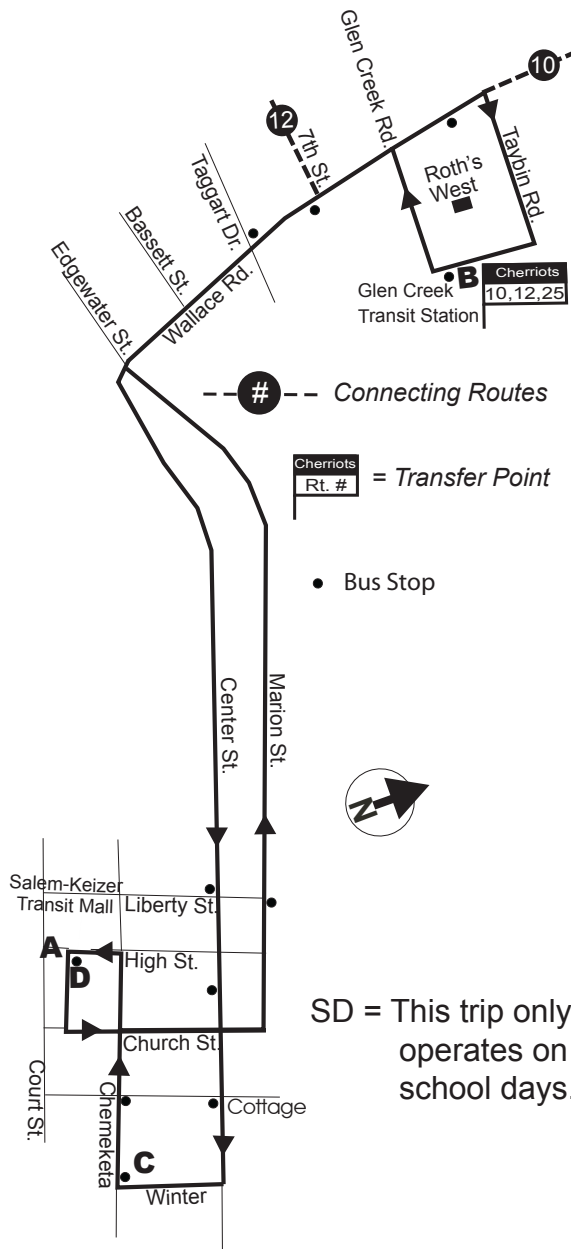 10
Glen Creek Rd.
12
7th St.
Taggart Dr.
Bassett St.
Edgewater St.
Wallace Rd.
Roth's
West
Taybin Rd.
B
Cherriots
10,12,25
Glen Creek
Transit Station
# Connecting Routes
Cherriots
Rt. #
= Transfer Point
Bus Stop
Center St.
Marion St.
N
Salem-Keizer
Transit Mall
Liberty St.
A
D
High St.
Church St.
SD = This trip only
operates on
school days.
Court St.
Chemeketa
Cottage
C
Winter